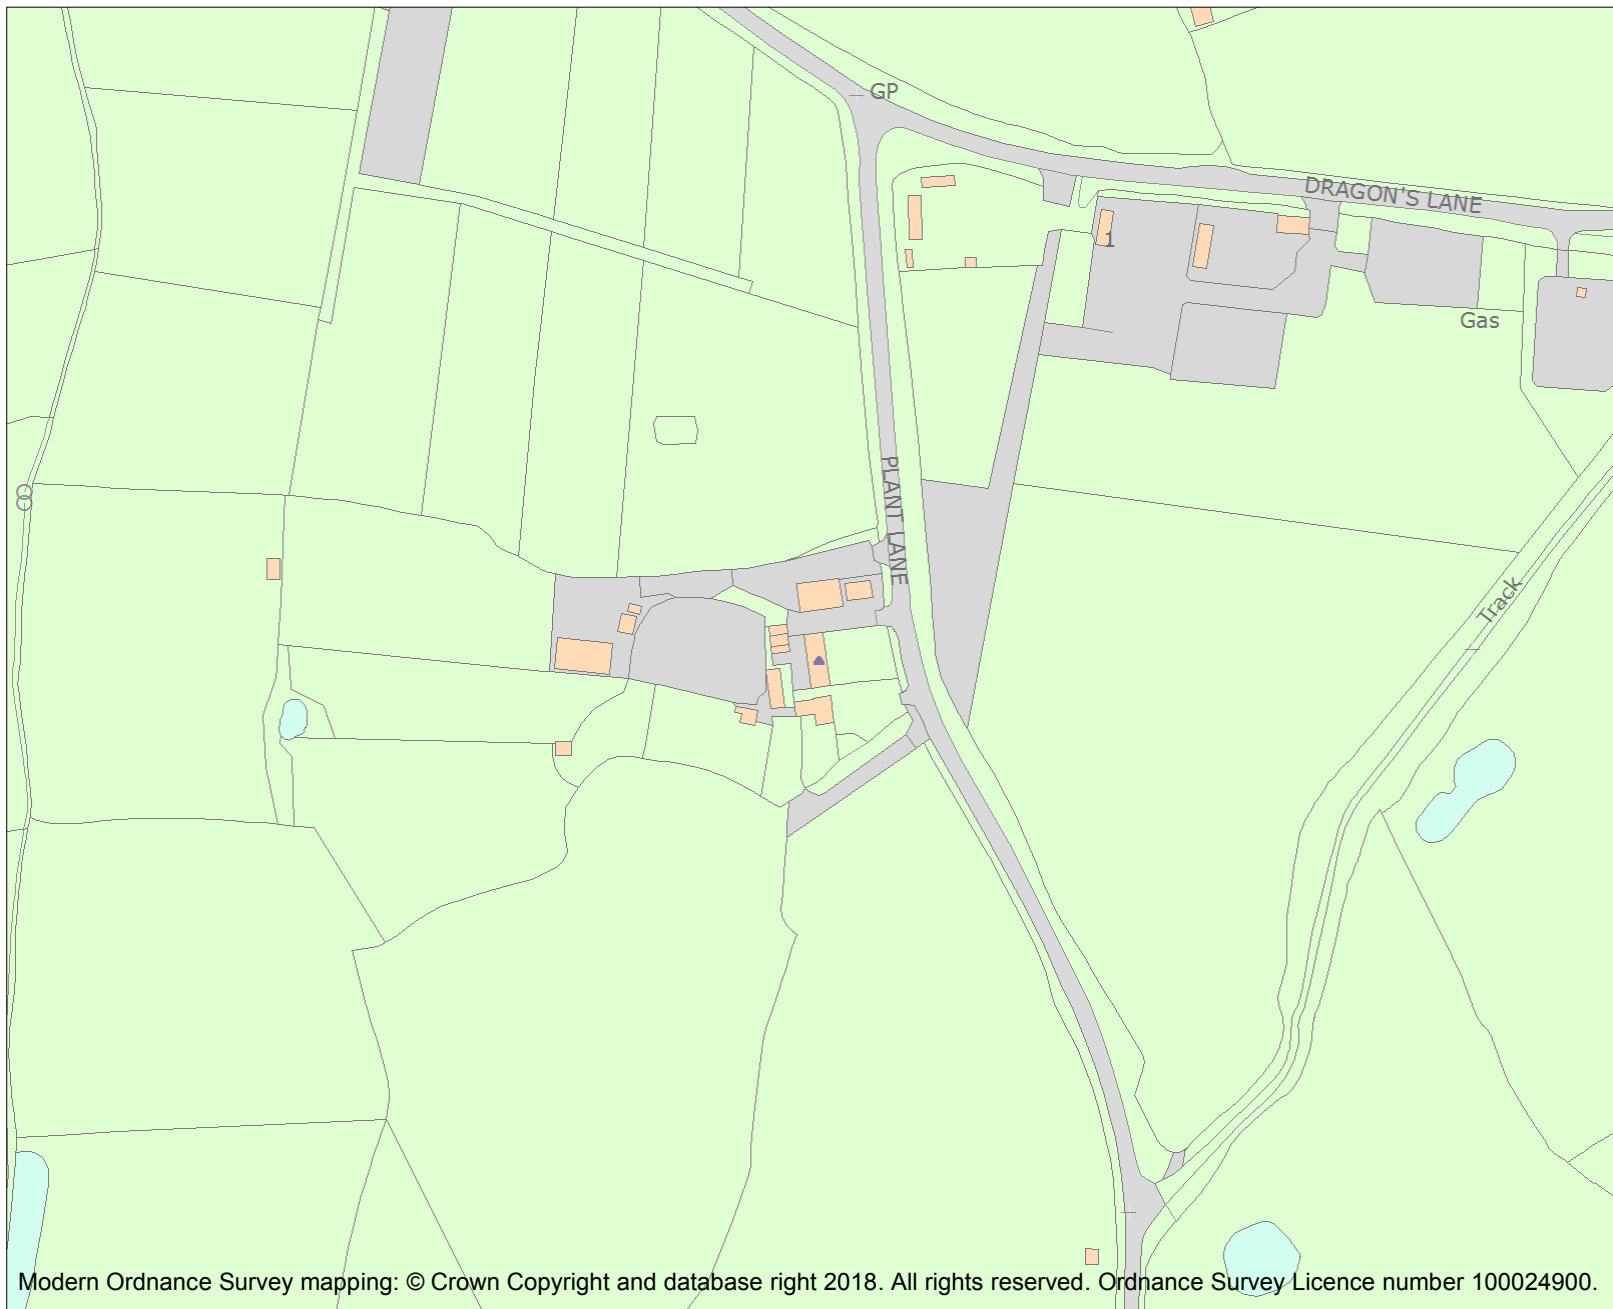 GP
DRAGON'S LANE
1
Gas
PLANT LANE
Track
Modern Ordnance Survey mapping: © Crown Copyright and database right 2018. All rights reserved. Ordnance Survey Licence number 100024900.